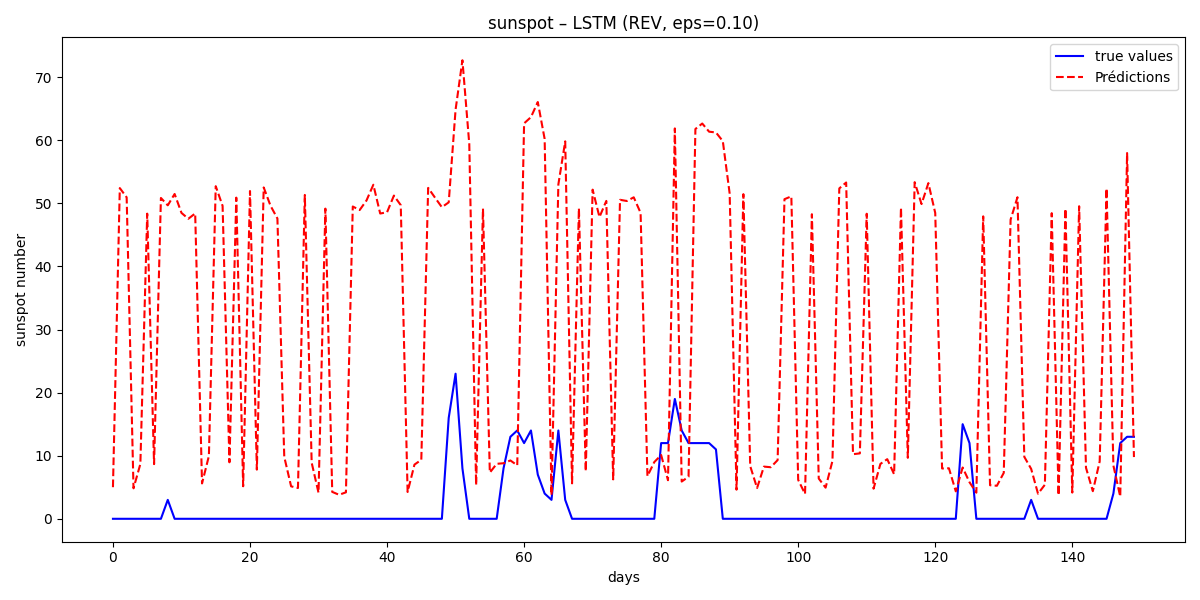 sunspot – LSTM (REV, eps=0.10)
true values
Prédictions
sunspot number
70
60
50
40
30
20
10
0
0 20 40 60 80 100 120 140
days